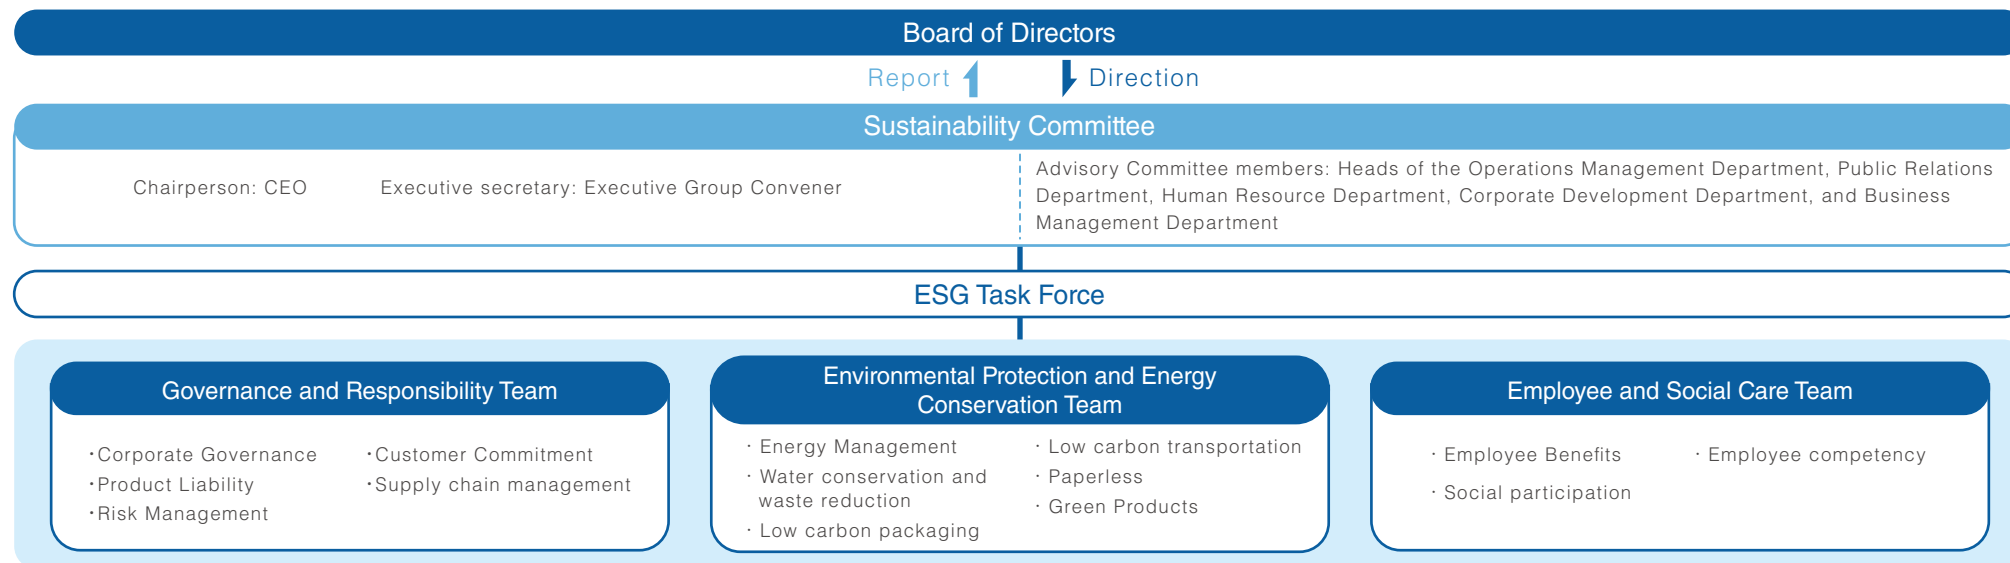 Board of Directors
Report
Direction
Sustainability Committee
Chairperson: CEO
Executive secretary: Executive Group Convener
Advisory Committee members: Heads of the Operations Management Department, Public Relations
Department, Human Resource Department, Corporate Development Department, and Business
Management Department
ESG Task Force
Governance and Responsibility Team
・Corporate Governance
・Product Liability
・Risk Management
・Customer Commitment
・Supply chain management
Environmental Protection and Energy
Conservation Team
· Energy Management
· Water conservation and
waste reduction
· Low carbon packaging
· Low carbon transportation
· Paperless
· Green Products
Employee and Social Care Team
· Employee Benefits
· Social participation
· Employee competency